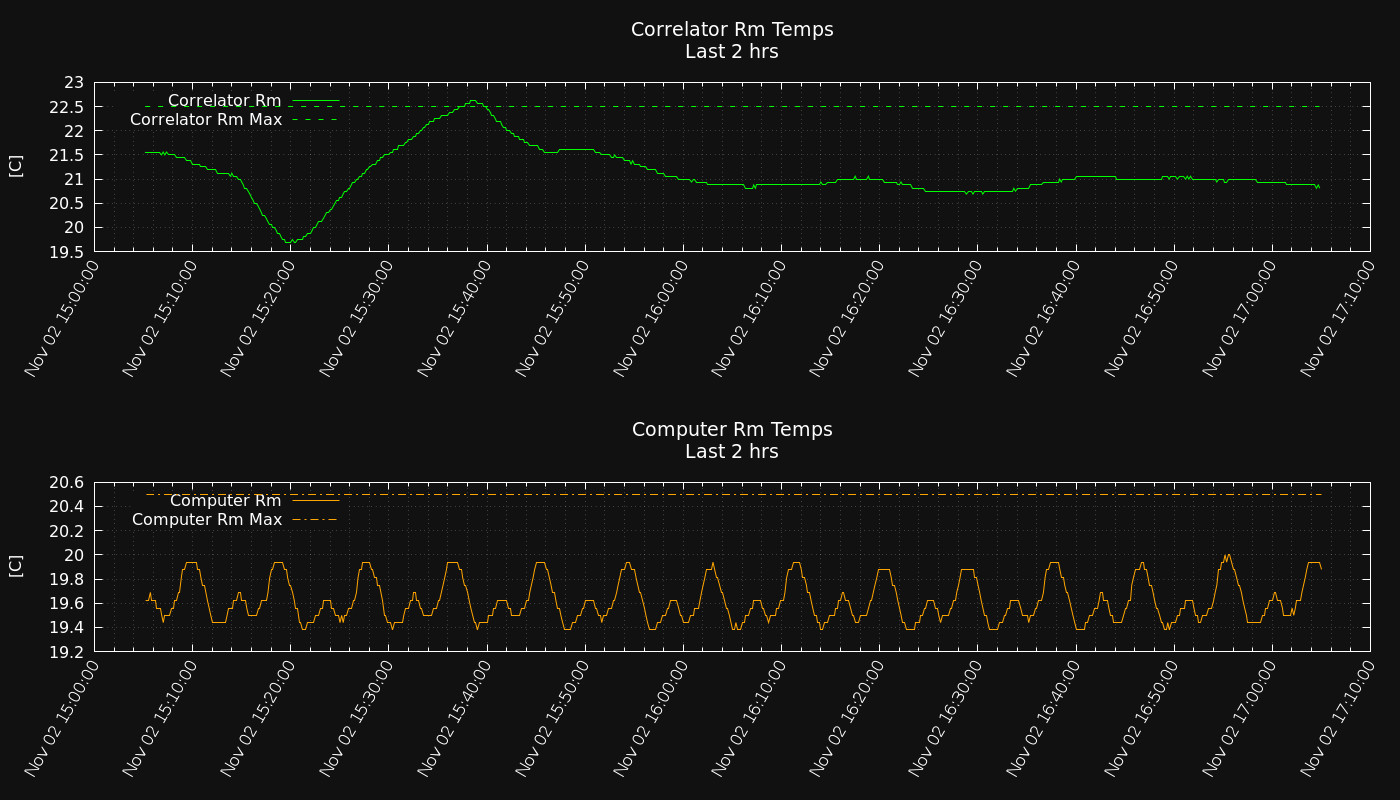 Correlator Rm Temps
Last 2 hrs
[C]
23
22.5
22
21.5
21
20.5
20
19.5
Correlator Rm
Correlator Rm Max
Nov 02 15:00:00
Nov 02 15:10:00
Nov 02 15:20:00
Nov 02 15:30:00
Nov 02 15:40:00
Nov 02 15:50:00
Nov 02 16:00:00
Nov 02 16:10:00
Nov 02 16:20:00
Nov 02 16:30:00
Nov 02 16:40:00
Nov 02 16:50:00
Nov 02 17:00:00
Nov 02 17:10:00
Computer Rm Temps
Last 2 hrs
[C]
20.6
20.4
20.2
20
19.8
19.6
19.4
19.2
Computer Rm
Computer Rm Max
Nov 02 15:00:00
Nov 02 15:10:00
Nov 02 15:20:00
Nov 02 15:30:00
Nov 02 15:40:00
Nov 02 15:50:00
Nov 02 16:00:00
Nov 02 16:10:00
Nov 02 16:20:00
Nov 02 16:30:00
Nov 02 16:40:00
Nov 02 16:50:00
Nov 02 17:00:00
Nov 02 17:10:00